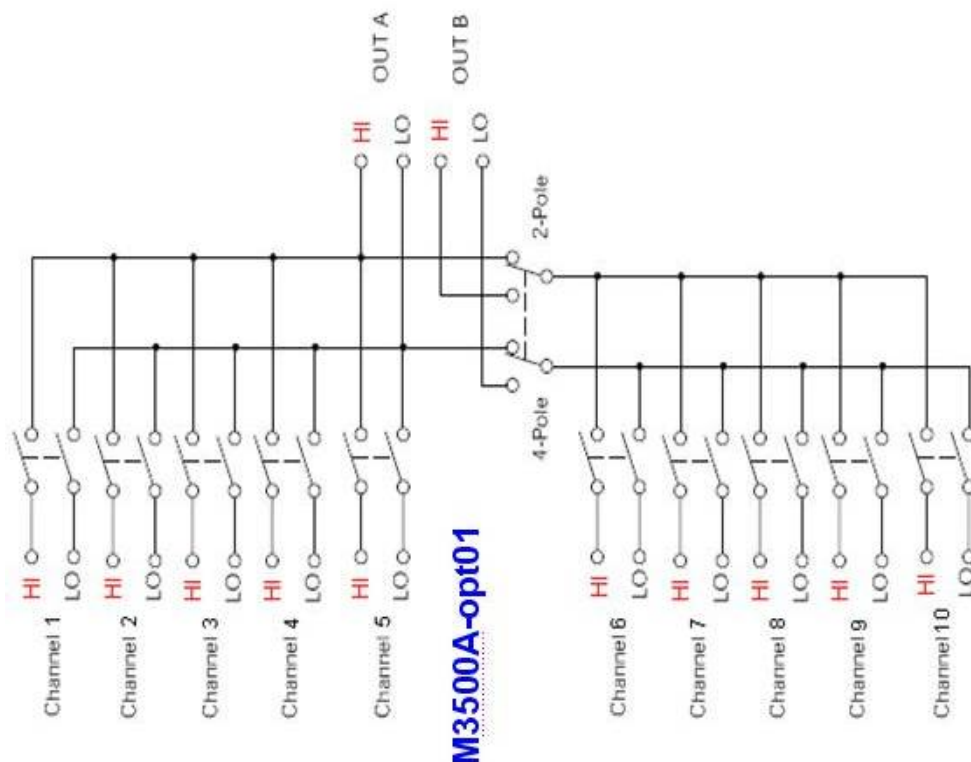 OUT A
OUT B
HI
LO
HI
LO
2-Pole
4-Pole
HI
LO
Channel 1
HI
LO
Channel 2
HI
LO
Channel 3
HI
LO
Channel 4
HI
LO
Channel 5
HI
LO
Channel 6
HI
LO
Channel 7
HI
LO
Channel 8
HI
LO
Channel 9
HI
LO
Channel 10
M3500A-opt01